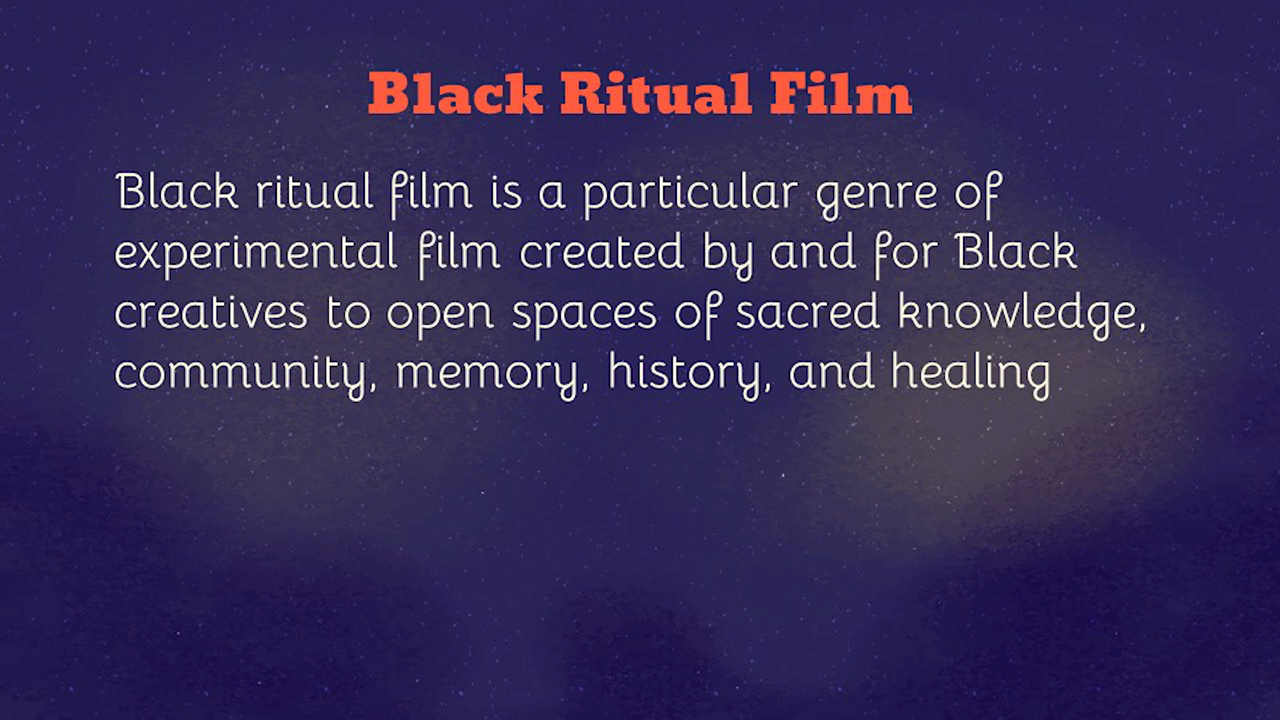 Black Ritual Film
Black ritual film is a particular genre of
experimental film created by and for Black
creatives to open spaces of sacred knowledge,
community, memory, history, and healing